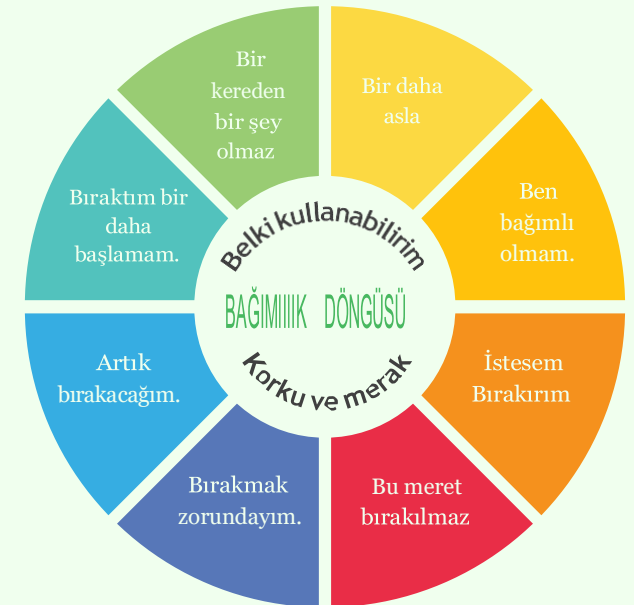 Bir
kereden
bir şey
olmaz
Bir daha
asla
Ben
bağımlı
olmam.
İstesem
Bırakırım
Bu meret
bırakılmaz
Bırakmak
zorundayım.
Artık
bırakacağım.
Bıraktım bir
daha
başlamam.
Belki kullanabilirim
BAĞIMIIIIK DÖNGÜSÜ
Korku ve merak